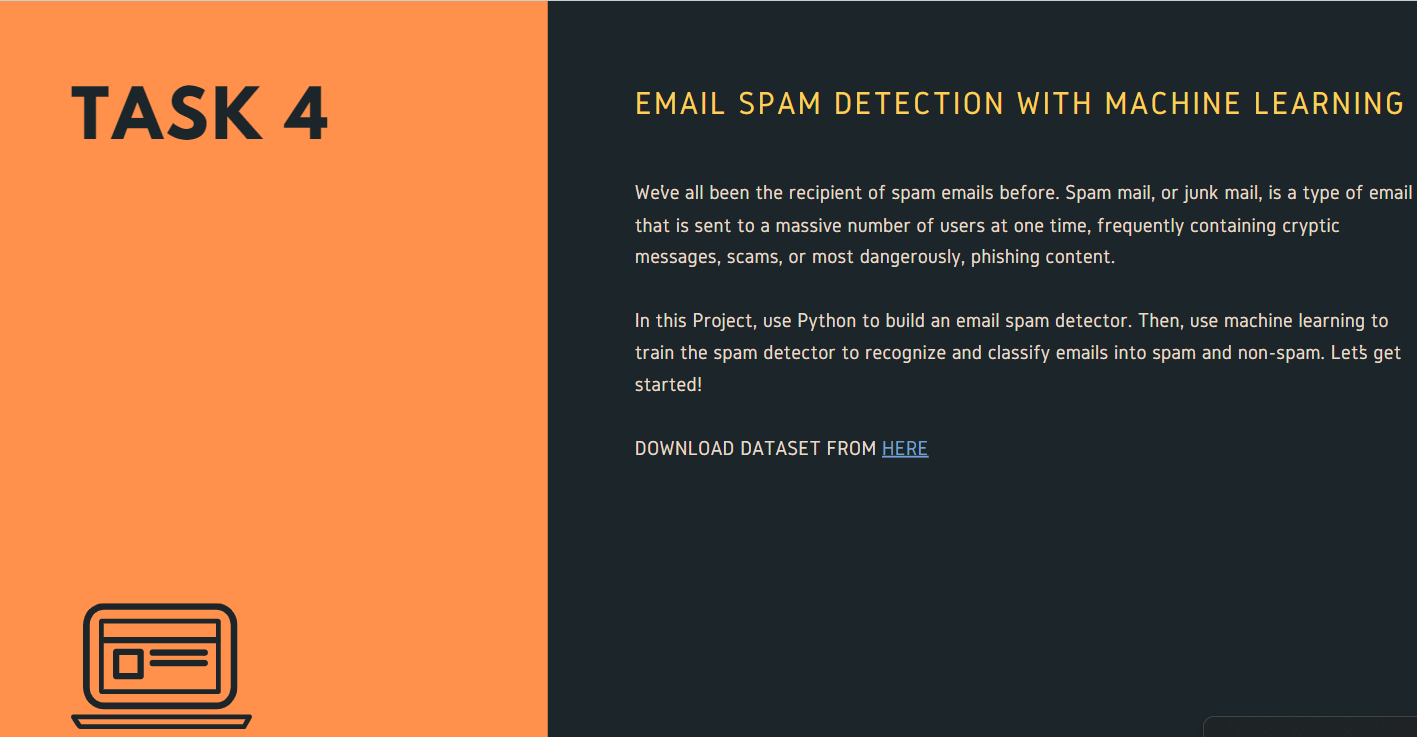 TASK 4
EMAIL SPAM DETECTION WITH MACHINE LEARNING
We've all been the recipient of spam emails before. Spam mail, or junk mail, is a type of email
that is sent to a massive number of users at one time, frequently containing cryptic
messages, scams, or most dangerously, phishing content.
In this Project, use Python to build an email spam detector. Then, use machine learning to
train the spam detector to recognize and classify emails into spam and non-spam. Let's get
started!
DOWNLOAD DATASET FROM HERE